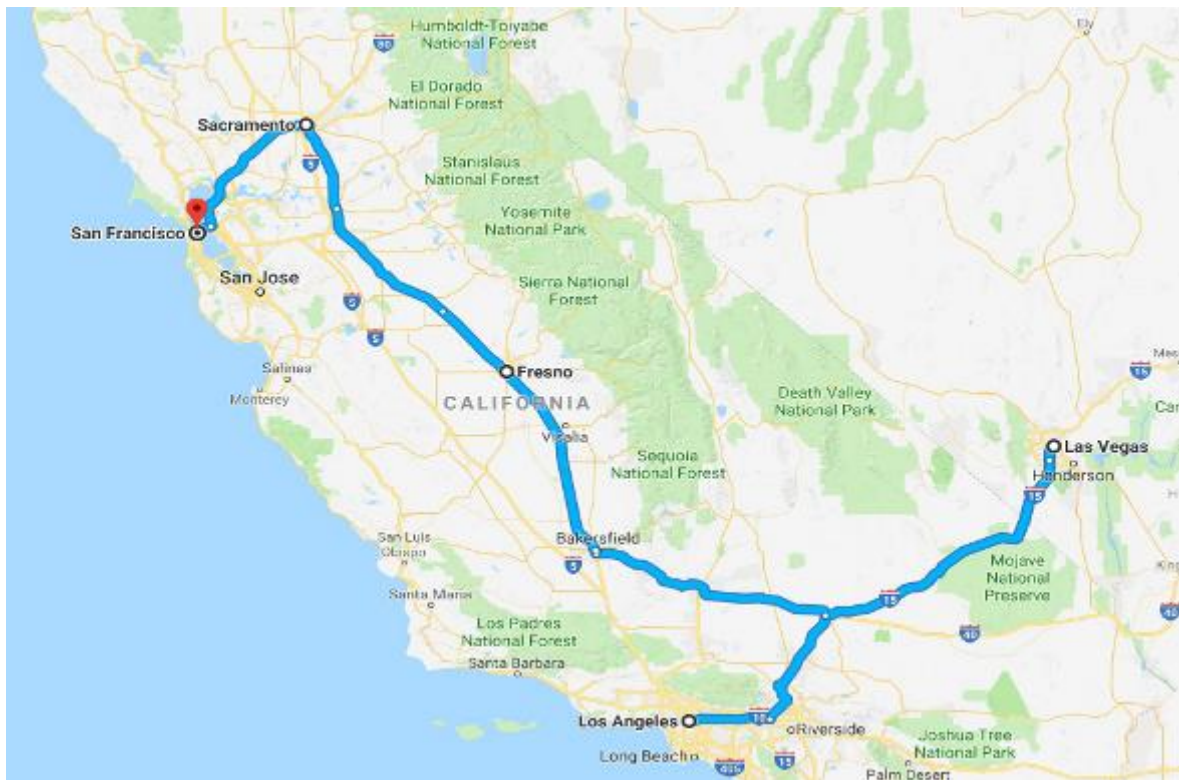 Humboldt-Toiyabe
National Forest
80
Ely
El Dorado
National Forest
Sacramento
5
Stanislaus
National Forest
Yosemite
National Park
San Francisco
San Jose
Sierra National
Forest
5
5
Salinas
Monterey
Fresno
CALIFORNIA
Visalia
Death Valley
National Park
15
Sequoia
National Forest
Las Vegas
Henderson
15
San Luis
Obispo
Bakersfield
5
Mojave
National
Preserve
Santa Maria
15
40
40
Los Padres
National Forest
Santa Barbara
Los Angeles
10
Riverside
Long Beach
15
Joshua Tree
National Park
Palm Desert